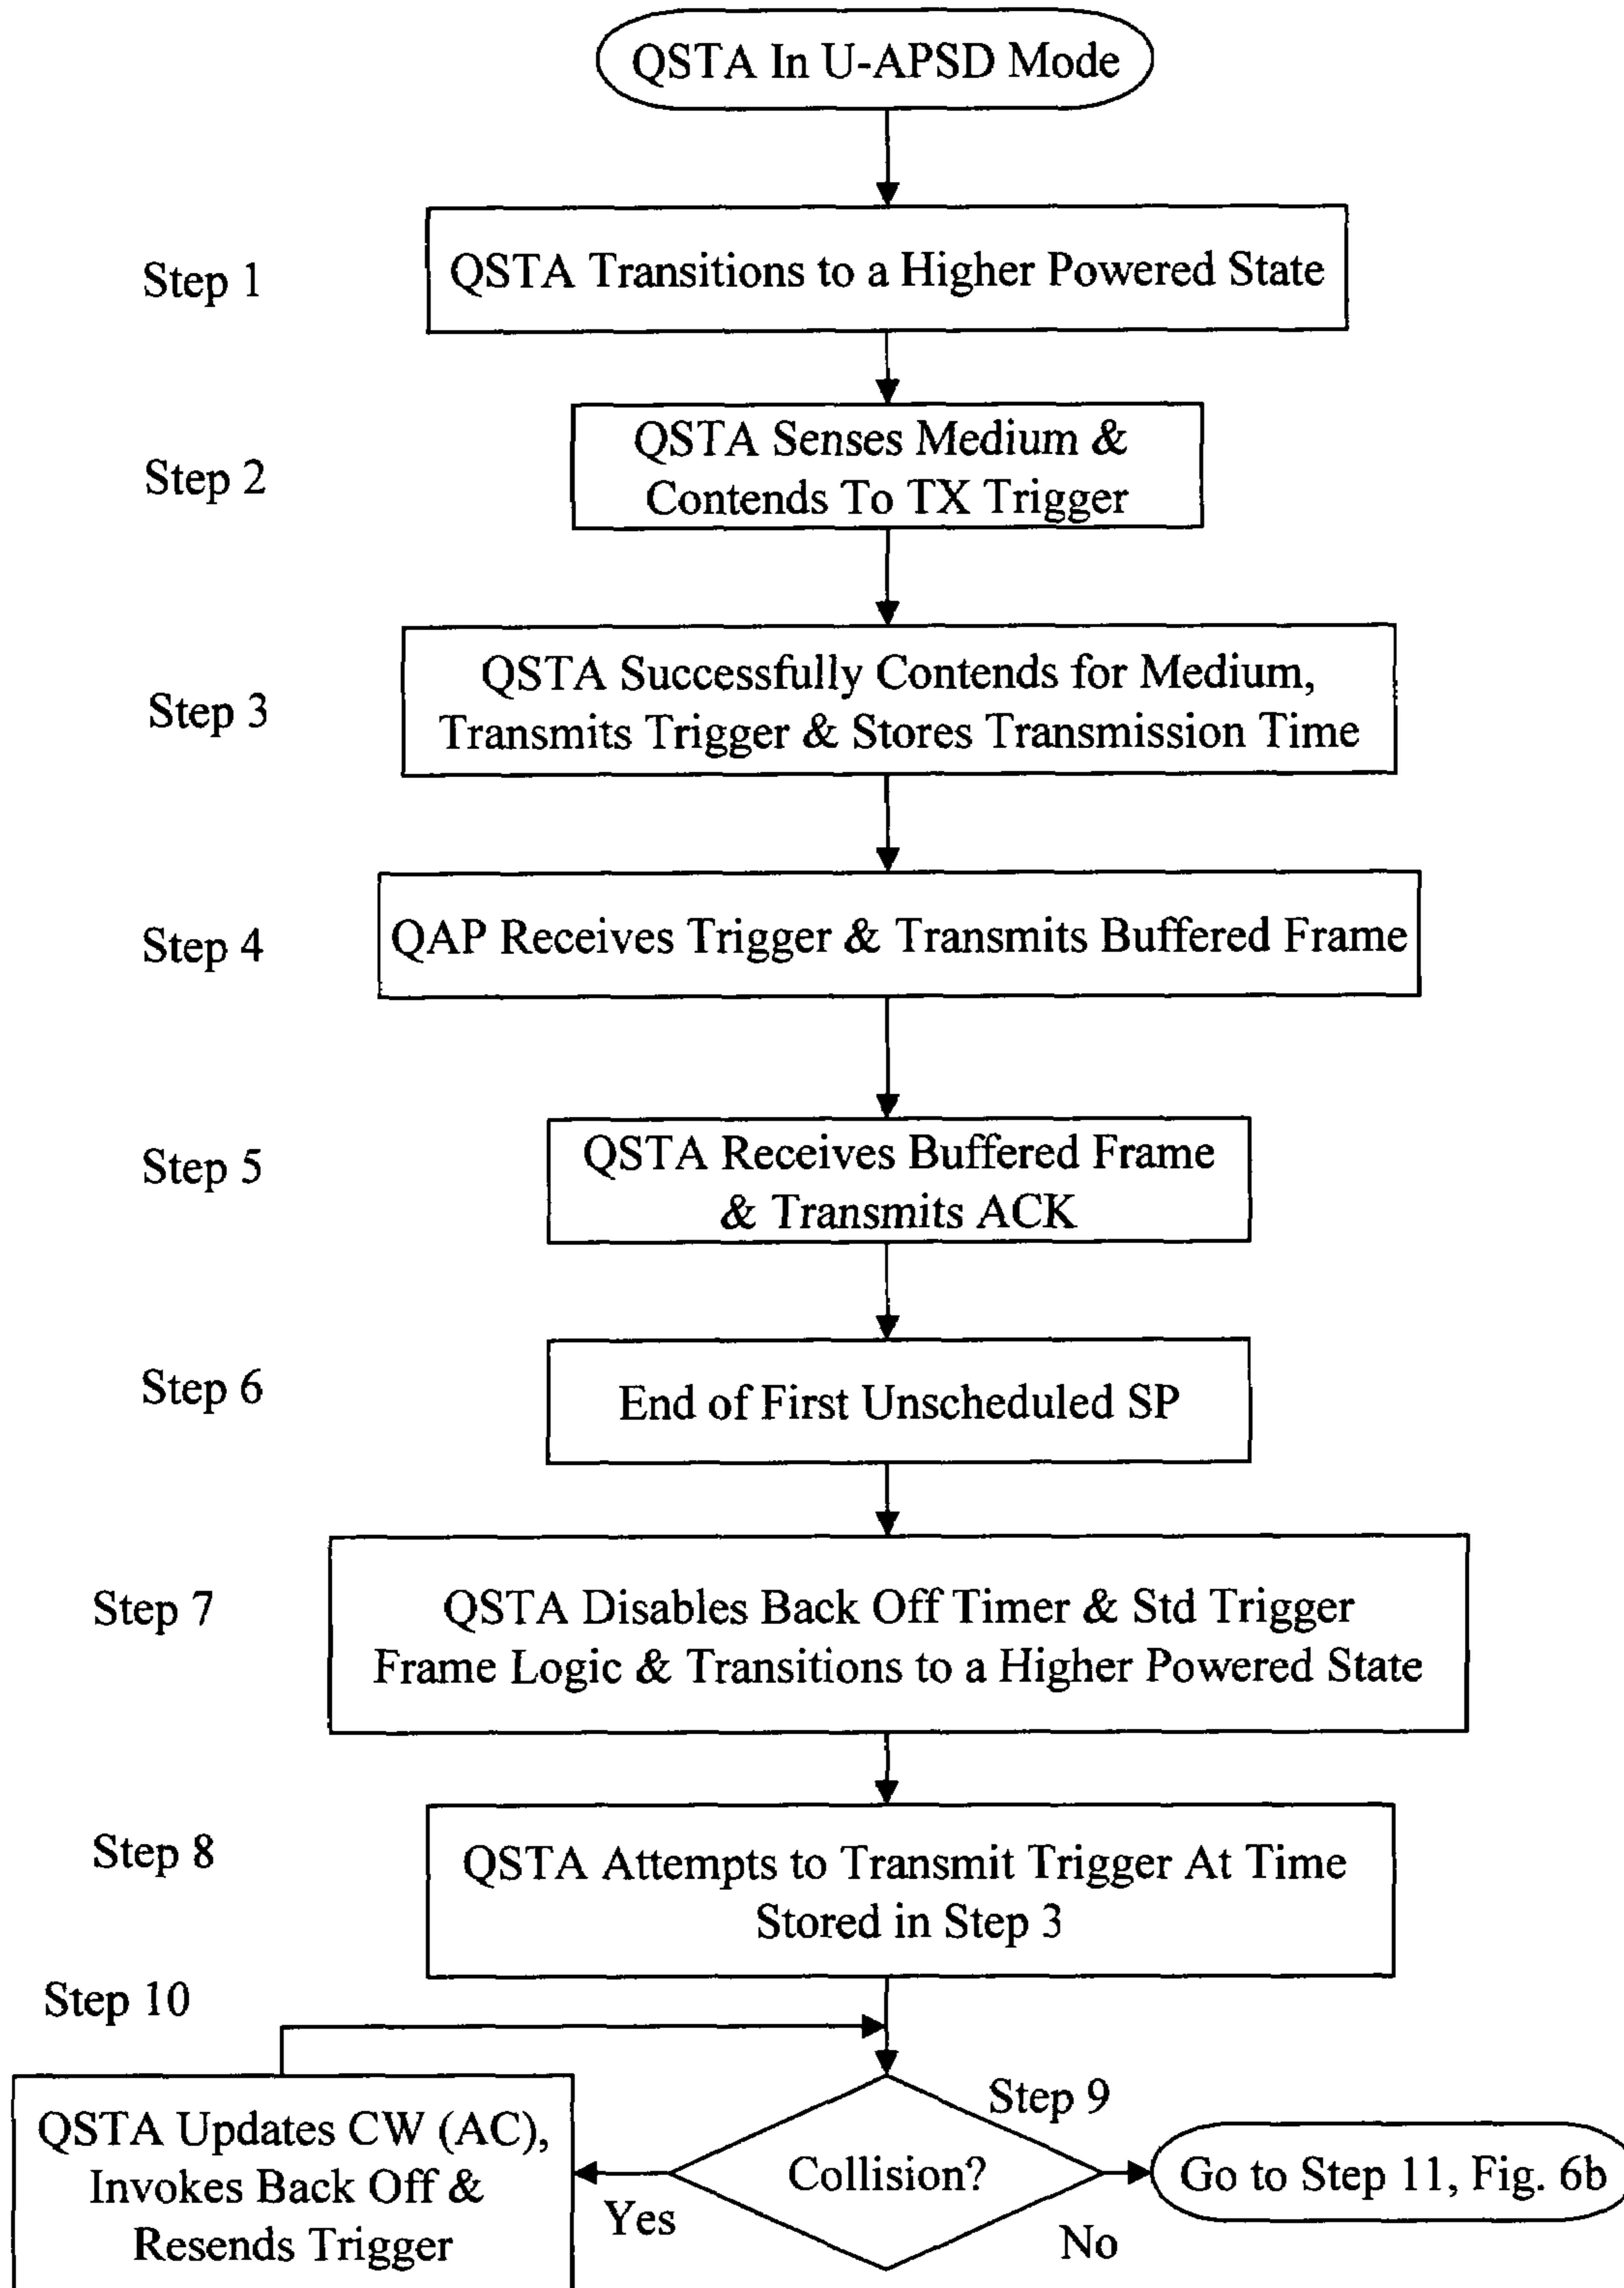 QSTA In U-APSD Mode
Step 1
QSTA Transitions to a Higher Powered State
Step 2
QSTA Senses Medium &
Contends To TX Trigger
Step 3
QSTA Successfully Contends for Medium,
Transmits Trigger & Stores Transmission Time
Step 4
QAP Receives Trigger & Transmits Buffered Frame
Step 5
QSTA Receives Buffered Frame
& Transmits ACK
Step 6
End of First Unscheduled SP
Step 7
QSTA Disables Back Off Timer & Std Trigger
Frame Logic & Transitions to a Higher Powered State
Step 8
QSTA Attempts to Transmit Trigger At Time
Stored in Step 3
Step 10
QSTA Updates CW (AC),
Invokes Back Off &
Resends Trigger
Step 9
Collision?
Yes
No
Go to Step 11, Fig. 6b